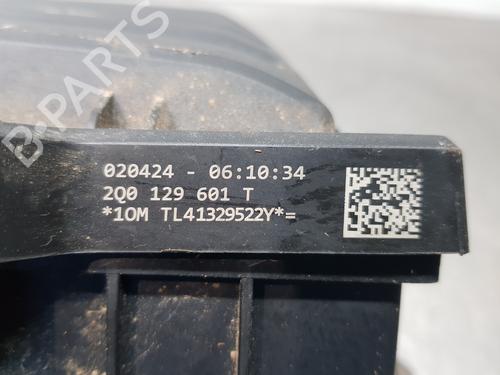 B-PARTS
020424 - 06:10:34
2Q0 129 601 T
*1OM TL41329522Y*=